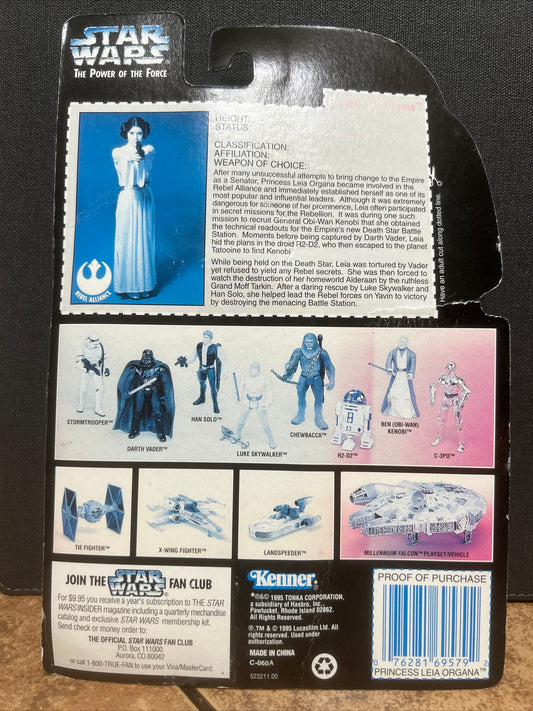 STAR
WARS
THE POWER OF THE FORCE
Organa™
HEIGHT:
STATUS:
CLASSIFICATION:
AFFILIATION:
WEAPON OF CHOICE:
After many unsuccessful attempts to bring change to the Empire
as a Senator, Princess Leia Organa became involved in the
Rebel Alliance and immediately established herself as one of its
most popular and influential leaders. Although it was extremely
dangerous for someone of her prominence, Leia often participated
in secret missions for the Rebellion. It was during one such
mission to recruit General Obi-Wan Kenobi that she obtained
the technical readouts for the Empire's new Death Star Battle
Station. Moments before being captured by Darth Vader, Leia
hid the plans in the droid R2-D2, who then escaped to the planet
Tatooine to find Kenobi.
While being held on the Death Star, Leia was tortured by Vader
yet refused to yield any Rebel secrets. She was then forced to
watch the destruction of her homeworld Alderaan by the ruthless
Grand Moff Tarkin. After a daring rescue by Luke Skywalker and
Han Solo, she helped lead the Rebel forces on Yavin to victory
by destroying the menacing Battle Station.
REBEL ALLIANCE
Have an adult cut along dotted line.
STORMTROOPER™
DARTH VADER™
HAN SOLO™
LUKE SKYWALKER™
CHEWBACCA™
R2-D2™
BEN (OBI-WAN)
KENOBI™
C-3PO™
TIE FIGHTER™
X-WING FIGHTER™
LANDSPEEDER™
MILLENNIUM FALCON™ PLAYSET/VEHICLE
JOIN THE STAR WARS FAN CLUB
For $9.95 you receive a year's subscription to THE STAR
WARS INSIDER magazine including a quarterly merchandise
catalog and exclusive STAR WARS membership kit.
Send check or money order to:
THE OFFICIAL STAR WARS FAN CLUB
P.O. Box 111000
Aurora, CO 80042
or call 1-800-TRUE-FAN to use your Visa/MasterCard.
Kenner®
®*&© 1995 TONKA CORPORATION,
a subsidiary of Hasbro, Inc.,
Pawtucket, Rhode Island 02862.
All Rights Reserved.
®,™ & © 1995 Lucasfilm Ltd.
All rights reserved. Used under
authorization.
MADE IN CHINA
C-060A
523211.00
PROOF OF PURCHASE
0 76281 69579 2
PRINCESS LEIA ORGANA™